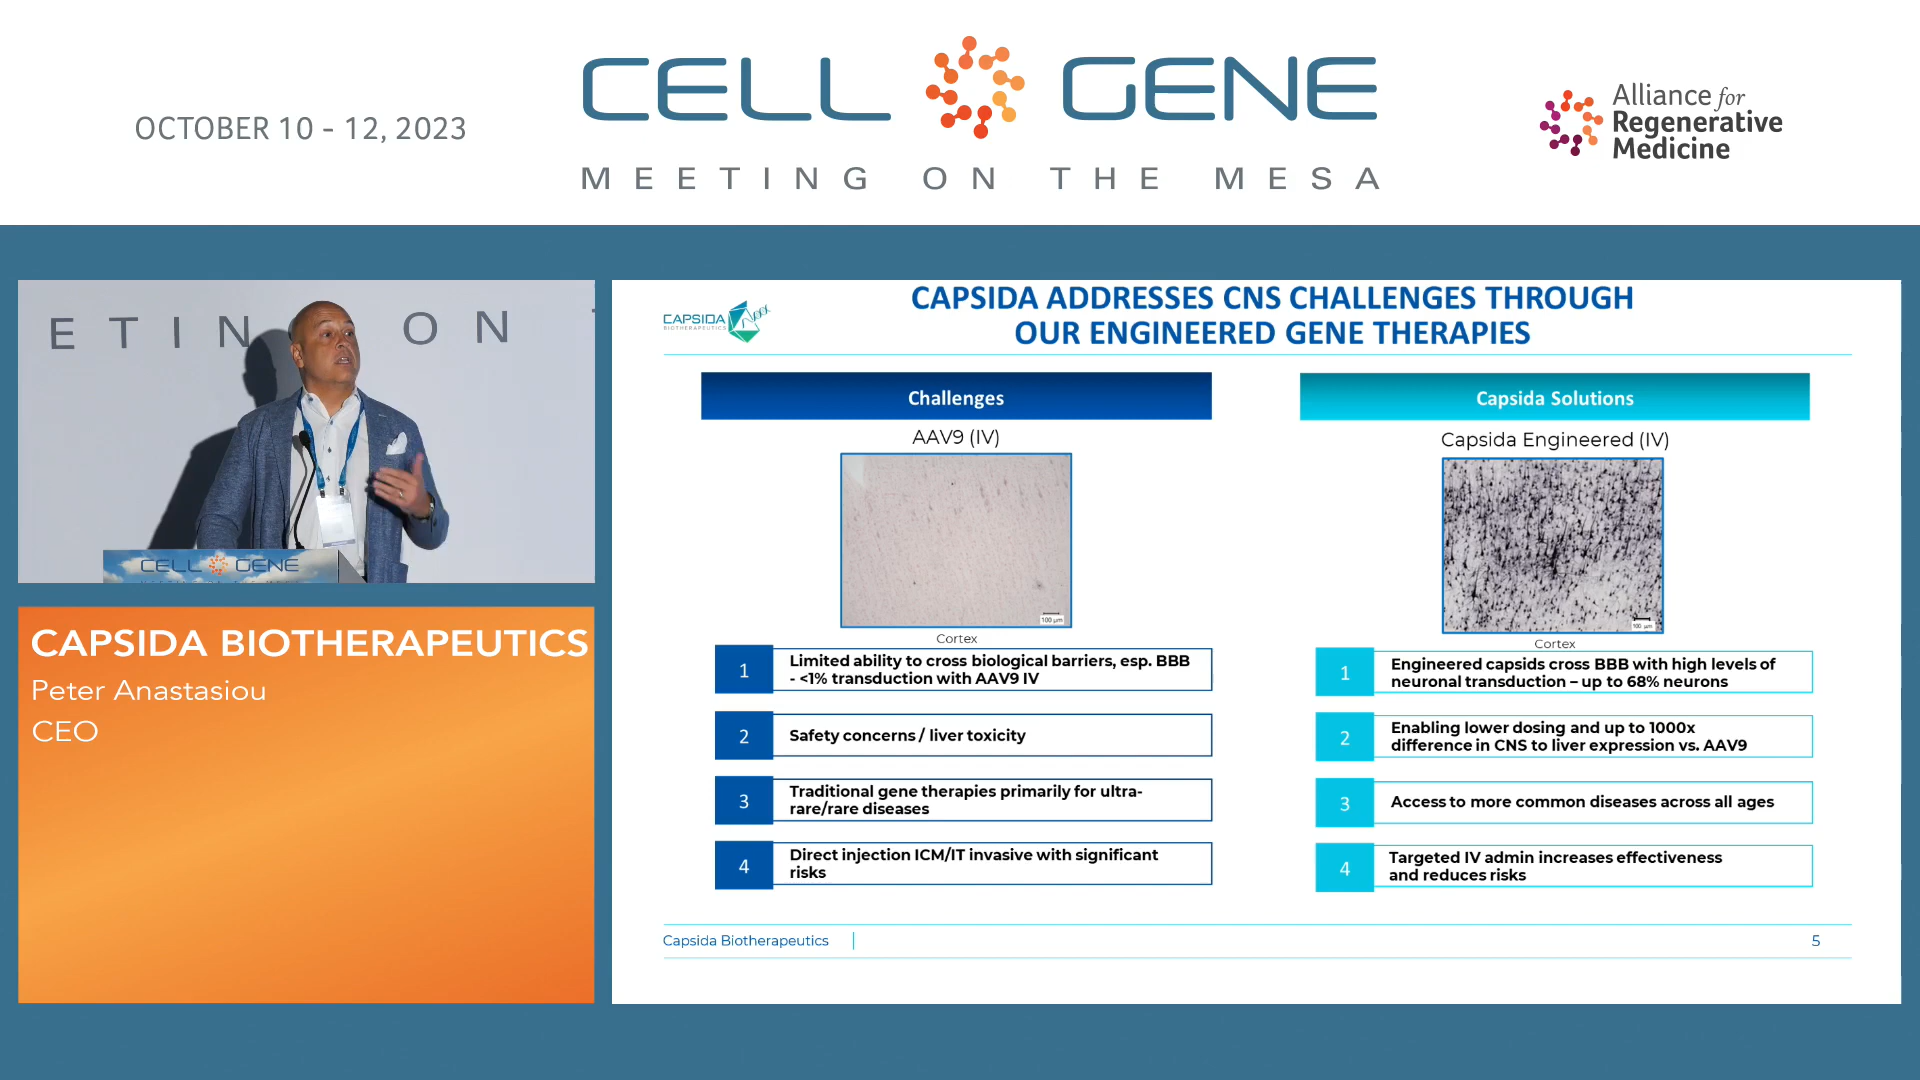 OCTOBER 10 - 12, 2023
CELL GENE
MEETING ON THE MESA
Alliance for
Regenerative
Medicine
ETIN ON
CELL GENE
CAPSIDA BIOTHERAPEUTICS
Peter Anastasiou
CEO
CAPSIDA
BIOTHERAPEUTICS
CAPSIDA ADDRESSES CNS CHALLENGES THROUGH
OUR ENGINEERED GENE THERAPIES
Challenges
AAV9 (IV)
100 µm
Cortex
1
Limited ability to cross biological barriers, esp. BBB
- <1% transduction with AAV9 IV
2
Safety concerns / liver toxicity
3
Traditional gene therapies primarily for ultra-
rare/rare diseases
4
Direct injection ICM/IT invasive with significant
risks
Capsida Solutions
Capsida Engineered (IV)
100 µm
Cortex
1
Engineered capsids cross BBB with high levels of
neuronal transduction – up to 68% neurons
2
Enabling lower dosing and up to 1000x
difference in CNS to liver expression vs. AAV9
3
Access to more common diseases across all ages
4
Targeted IV admin increases effectiveness
and reduces risks
Capsida Biotherapeutics
5